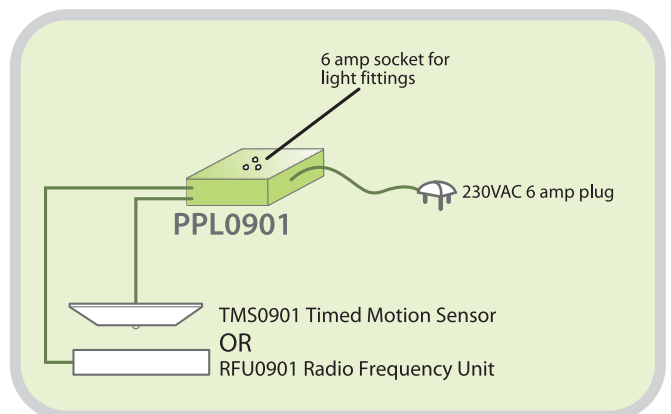 6 amp socket for
light fittings
230VAC 6 amp plug
PPL0901
TMS0901 Timed Motion Sensor
OR
RFU0901 Radio Frequency Unit